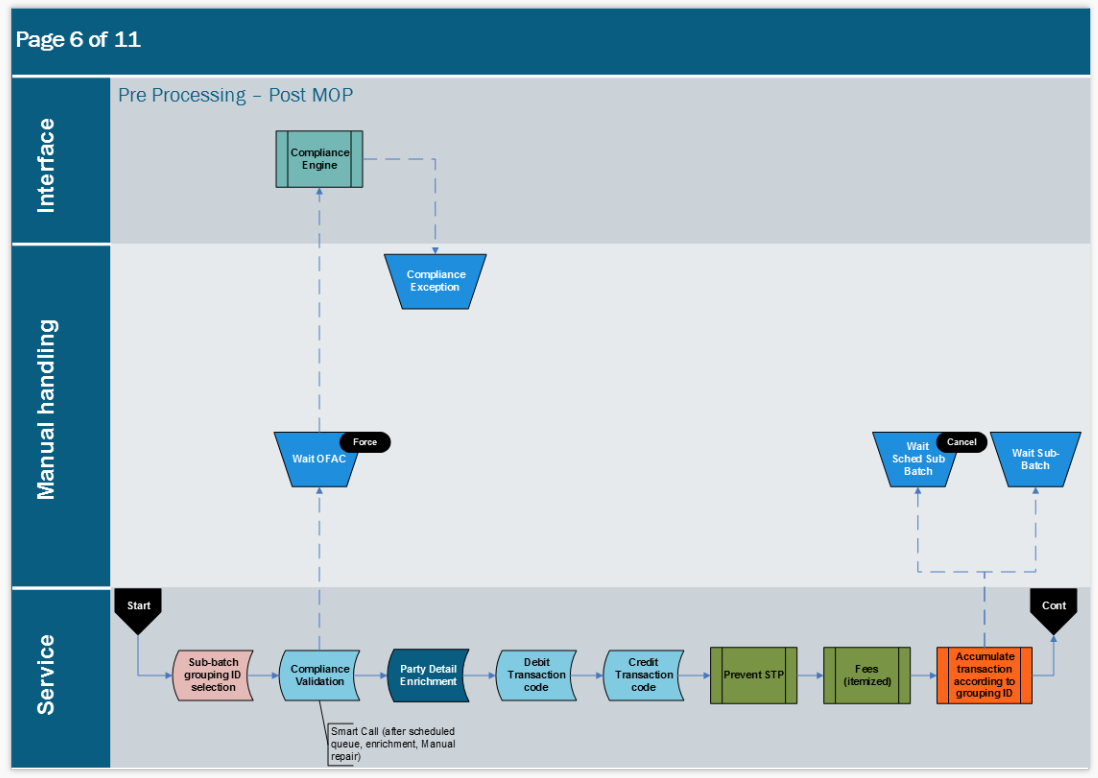 Page 6 of 11
Pre Processing – Post MOP
Interface
Compliance
Engine
Compliance
Exception
Manual handling
Wait OFAC
Force
Wait
Sched Sub
Batch
Cancel
Wait Sub-
Batch
Service
Start
Cont
Sub-batch
grouping ID
selection
Compliance
Validation
Party Detail
Enrichment
Debit
Transaction
code
Credit
Transaction
code
Prevent STP
Fees
(itemized)
Accumulate
transaction
according to
grouping ID
Smart Call (after scheduled
queue, enrichment, Manual
repair)